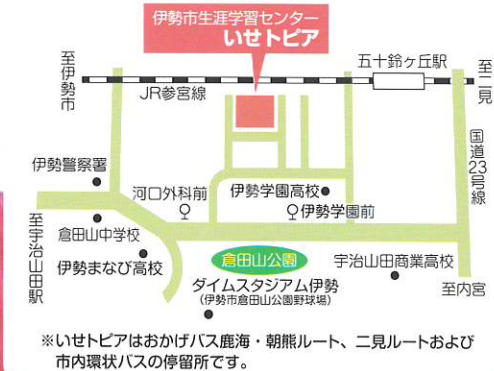 伊勢市生涯学習センター
いせトピア
五十鈴ヶ丘駅
至伊勢市
JR参宮線
至二見
国道23号線
伊勢警察署
河口外科前
伊勢学園高校
伊勢学園前
倉田山中学校
至宇治山田駅
伊勢まなび高校
倉田山公園
宇治山田商業高校
ダイムスタジアム伊勢
(伊勢市倉田山公園野球場)
至内宮
※いせトピアはおかげバス鹿海・朝熊ルート、二見ルートおよび
市内環状バスの停留所です。